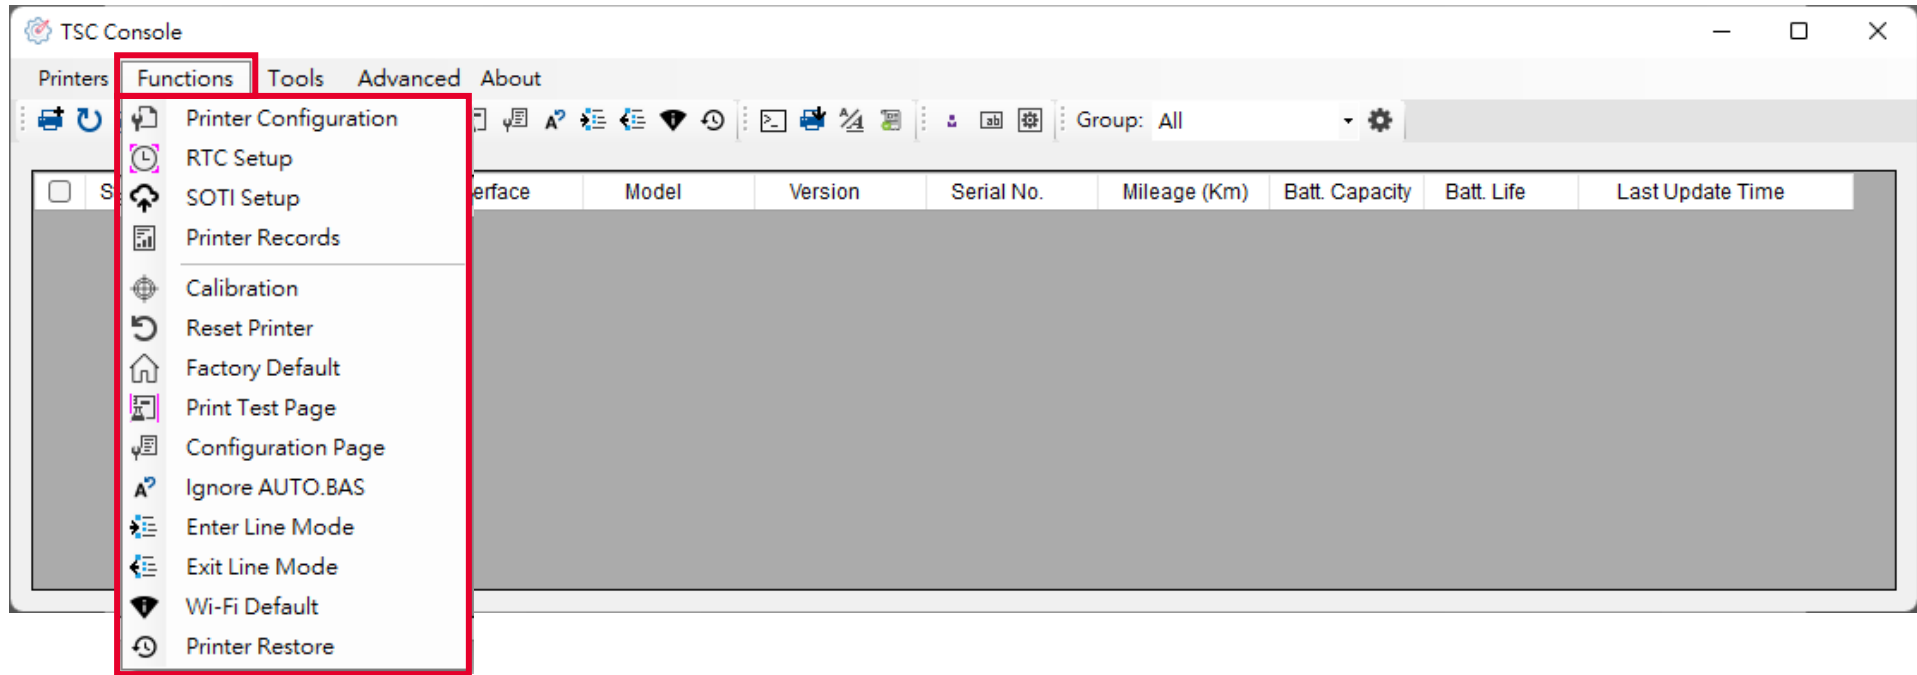 TSC Console
Printers Functions Tools Advanced About
Group: All
Printer Configuration
RTC Setup
SOTI Setup
Printer Records
Calibration
Reset Printer
Factory Default
Print Test Page
Configuration Page
Ignore AUTO.BAS
Enter Line Mode
Exit Line Mode
Wi-Fi Default
Printer Restore
Model Version Serial No. Mileage (Km) Batt. Capacity Batt. Life Last Update Time